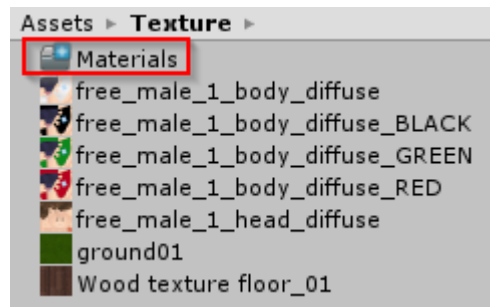 Assets ▸ Texture ▸
Materials
free_male_1_body_diffuse
free_male_1_body_diffuse_BLACK
free_male_1_body_diffuse_GREEN
free_male_1_body_diffuse_RED
free_male_1_head_diffuse
ground01
Wood texture floor_01